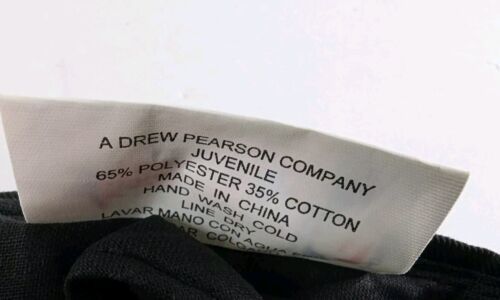 A DREW PEARSON COMPANY
JUVENILE
65% POLYESTER 35% COTTON
MADE IN CHINA
HAND WASH COLD
LINE DRY
LAVAR MANO CON AGUA